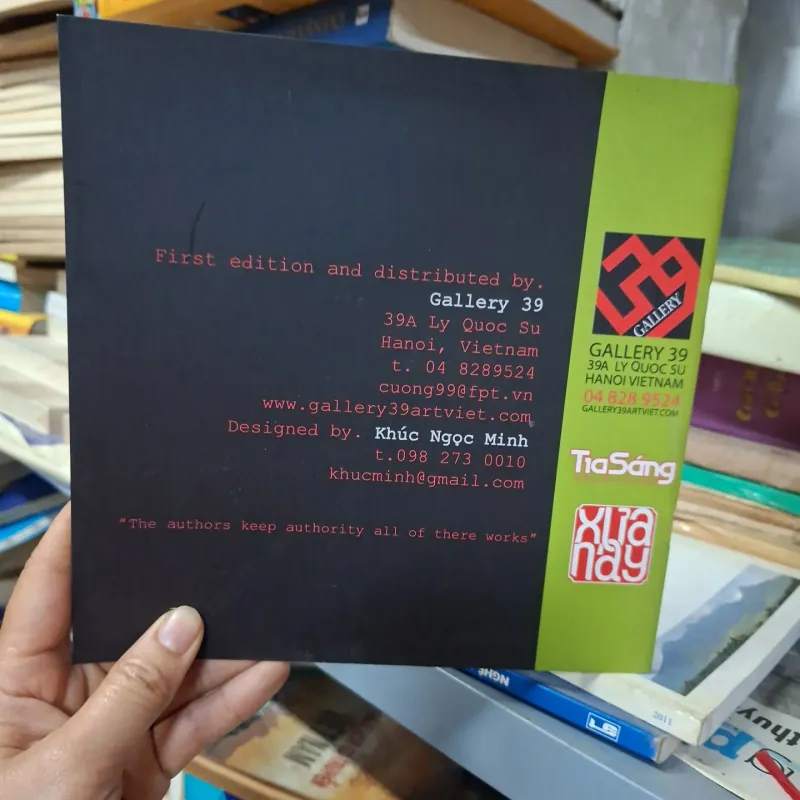 First edition and distributed by.
Gallery 39
39A Ly Quoc Su
Hanoi, Vietnam
t. 04 8289524
cuong99@fpt.vn
www.gallery39artviet.com
Designed by. Khúc Ngọc Minh
t.098 273 0010
khucminh@gmail.com
"The authors keep authority all of there works"
39
GALLERY
GALLERY 39
39A LY QUOC SU
HANOI VIETNAM
04 828 9524
GALLERY39ARTVIET.COM
TiaSáng
XƯA
nay
2011
thuy